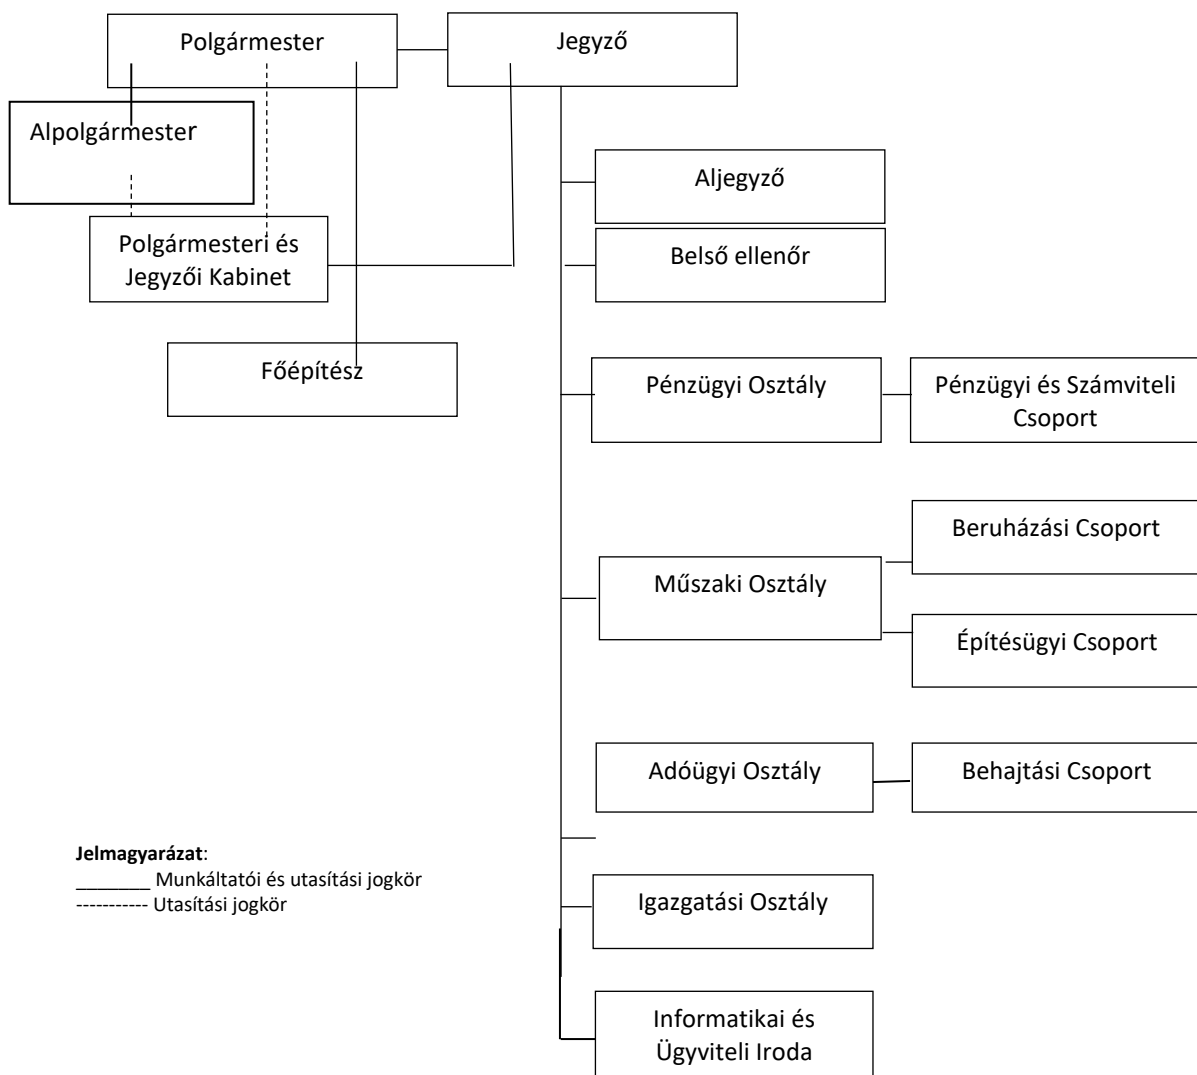 Polgármester
Jegyző
Alpolgármester
Aljegyző
Polgármesteri és
Jegyzői Kabinet
Belső ellenőr
Főépítész
Pénzügyi Osztály
Pénzügyi és Számviteli
Csoport
Beruházási Csoport
Műszaki Osztály
Építésügyi Csoport
Adóügyi Osztály
Behajtási Csoport
Jelmagyarázat:
_______ Munkáltatói és utasítási jogkör
----------- Utasítási jogkör
Igazgatási Osztály
Informatikai és
Ügyviteli Iroda